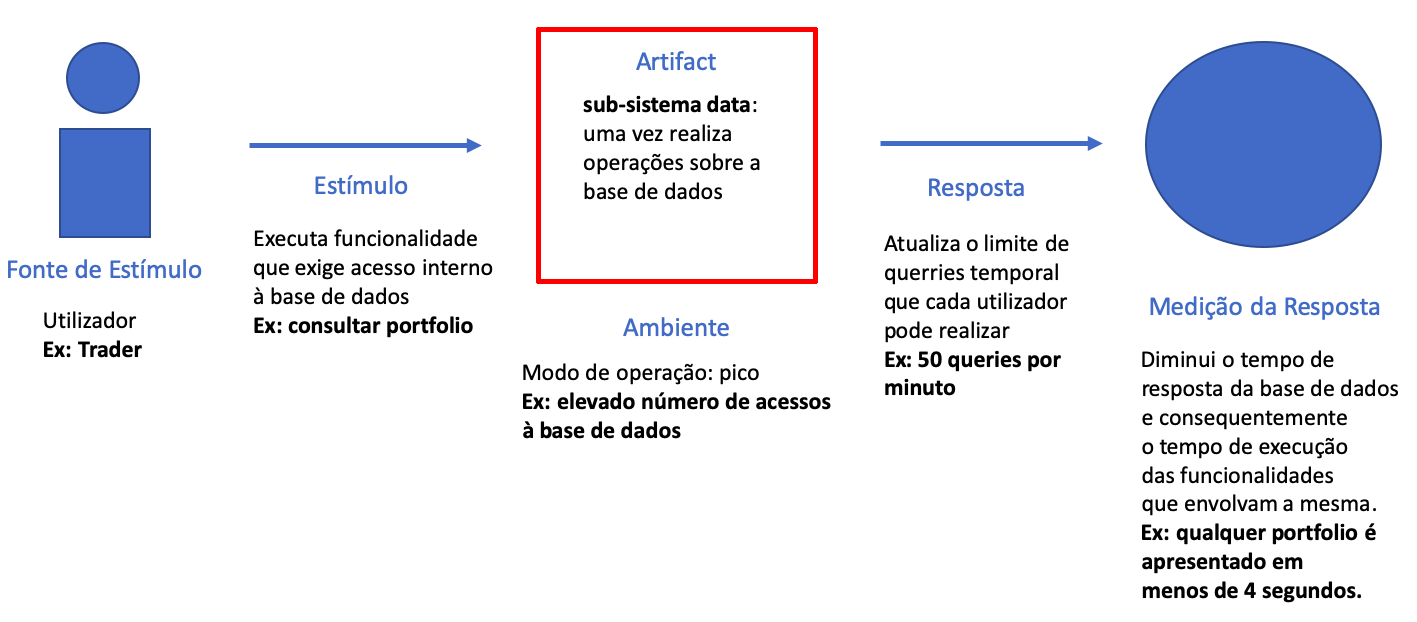 Fonte de Estímulo
Utilizador
Ex: Trader
Estímulo
Executa funcionalidade
que exige acesso interno
à base de dados
Ex: consultar portfolio
Artifact
sub-sistema data:
uma vez realiza
operações sobre a
base de dados
Ambiente
Modo de operação: pico
Ex: elevado número de acessos
à base de dados
Resposta
Atualiza o limite de
querries temporal
que cada utilizador
pode realizar
Ex: 50 queries por
minuto
Medição da Resposta
Diminui o tempo de
resposta da base de dados
e consequentemente
o tempo de execução
das funcionalidades
que envolvam a mesma.
Ex: qualquer portfolio é
apresentado em
menos de 4 segundos.